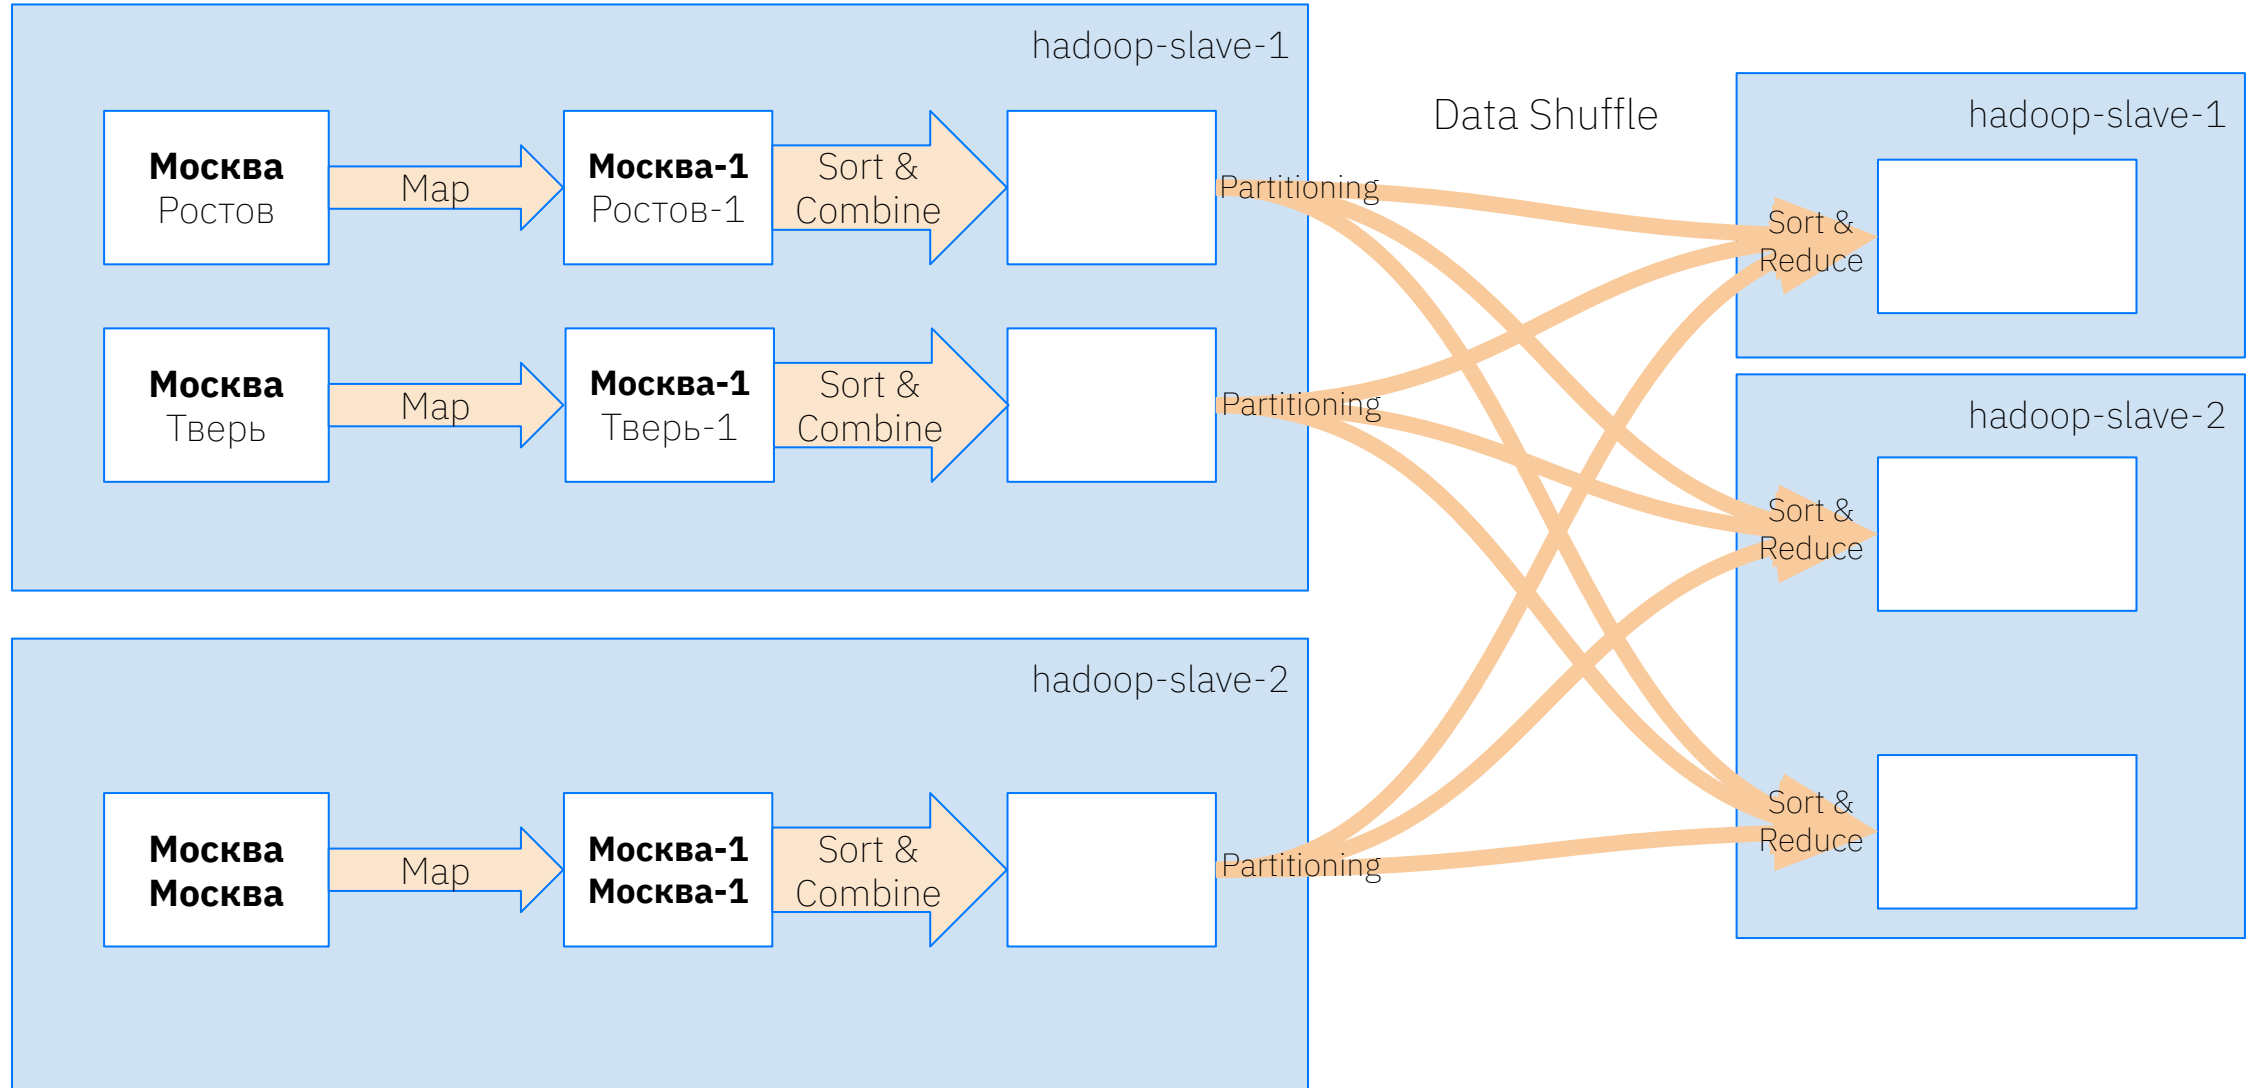 hadoop-slave-1
Москва
Ростов
Map
Москва-1
Ростов-1
Sort &
Combine
Partitioning
Москва
Тверь
Map
Москва-1
Тверь-1
Sort &
Combine
Partitioning
hadoop-slave-2
Москва
Москва
Map
Москва-1
Москва-1
Sort &
Combine
Partitioning
Data Shuffle
hadoop-slave-1
Sort &
Reduce
hadoop-slave-2
Sort &
Reduce
Sort &
Reduce